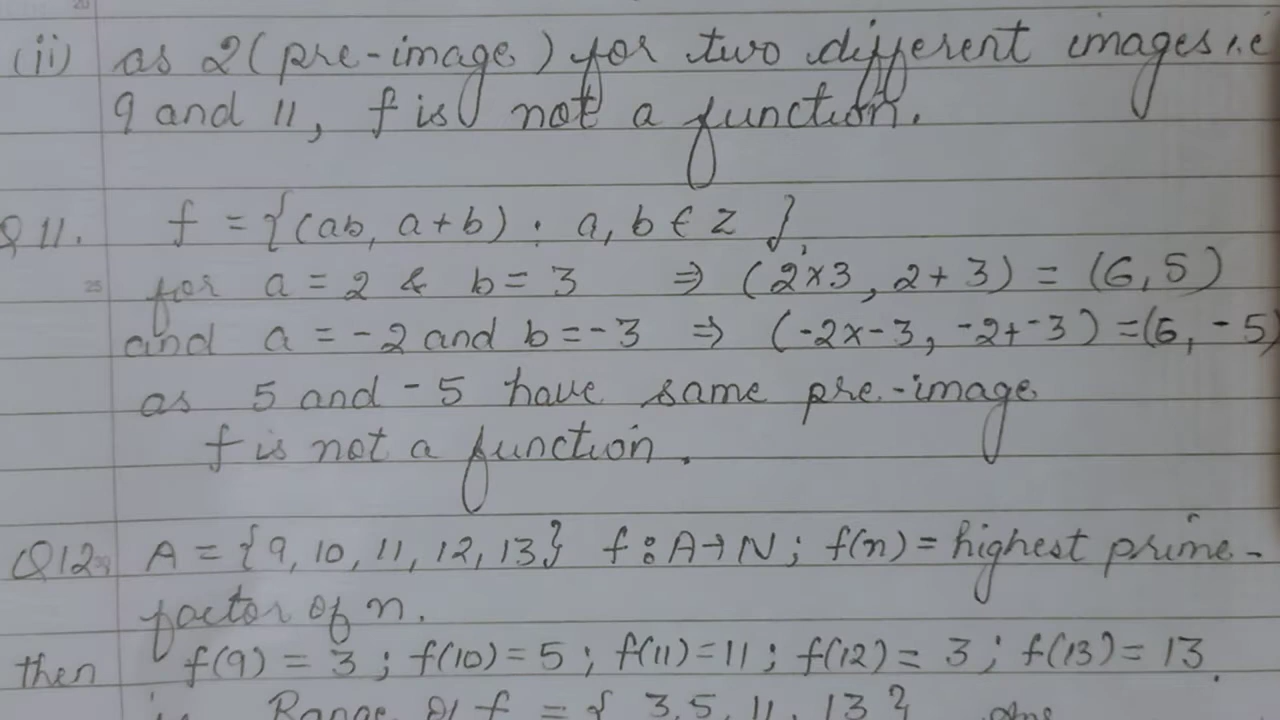 (ii) as 2 (pre-image) for two different images i.e
9 and 11, f is not a function.
Q 11. f = {(ab, a+b) : a, b ∈ z }
25 for a = 2 & b = 3 ⇒ (2×3, 2+3) = (6, 5)
and a = -2 and b = -3 ⇒ (-2×-3, -2+-3) = (6, -5)
as 5 and -5 have same pre-image
f is not a function.
Q12. A = {9, 10, 11, 12, 13} f : A→N ; f(n) = highest prime-
factor of n.
then f(9) = 3 ; f(10) = 5 ; f(11) = 11 ; f(12) = 3 ; f(13) = 13.
Range of f = { 3, 5, 11, 13 }